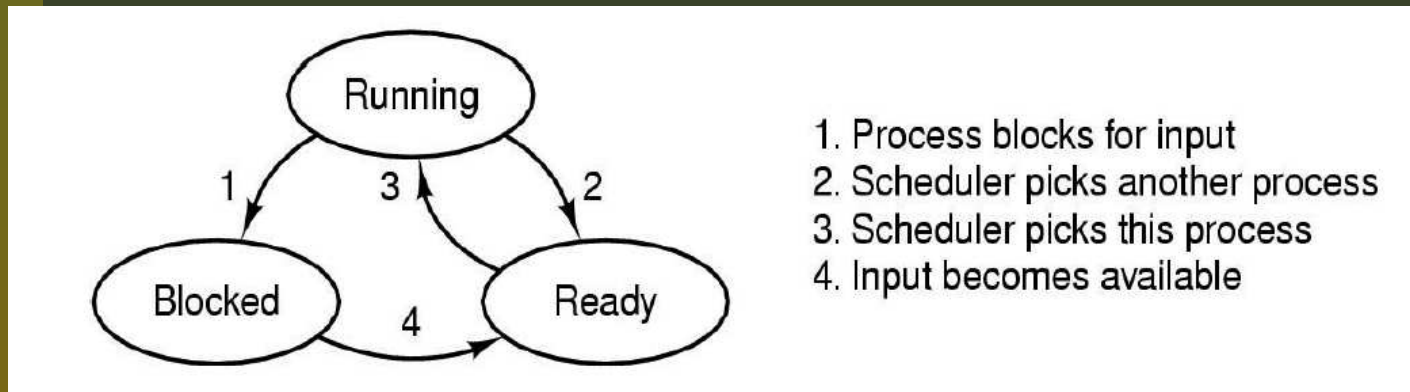 Running
1
3
2
Blocked
4
Ready
1. Process blocks for input
2. Scheduler picks another process
3. Scheduler picks this process
4. Input becomes available